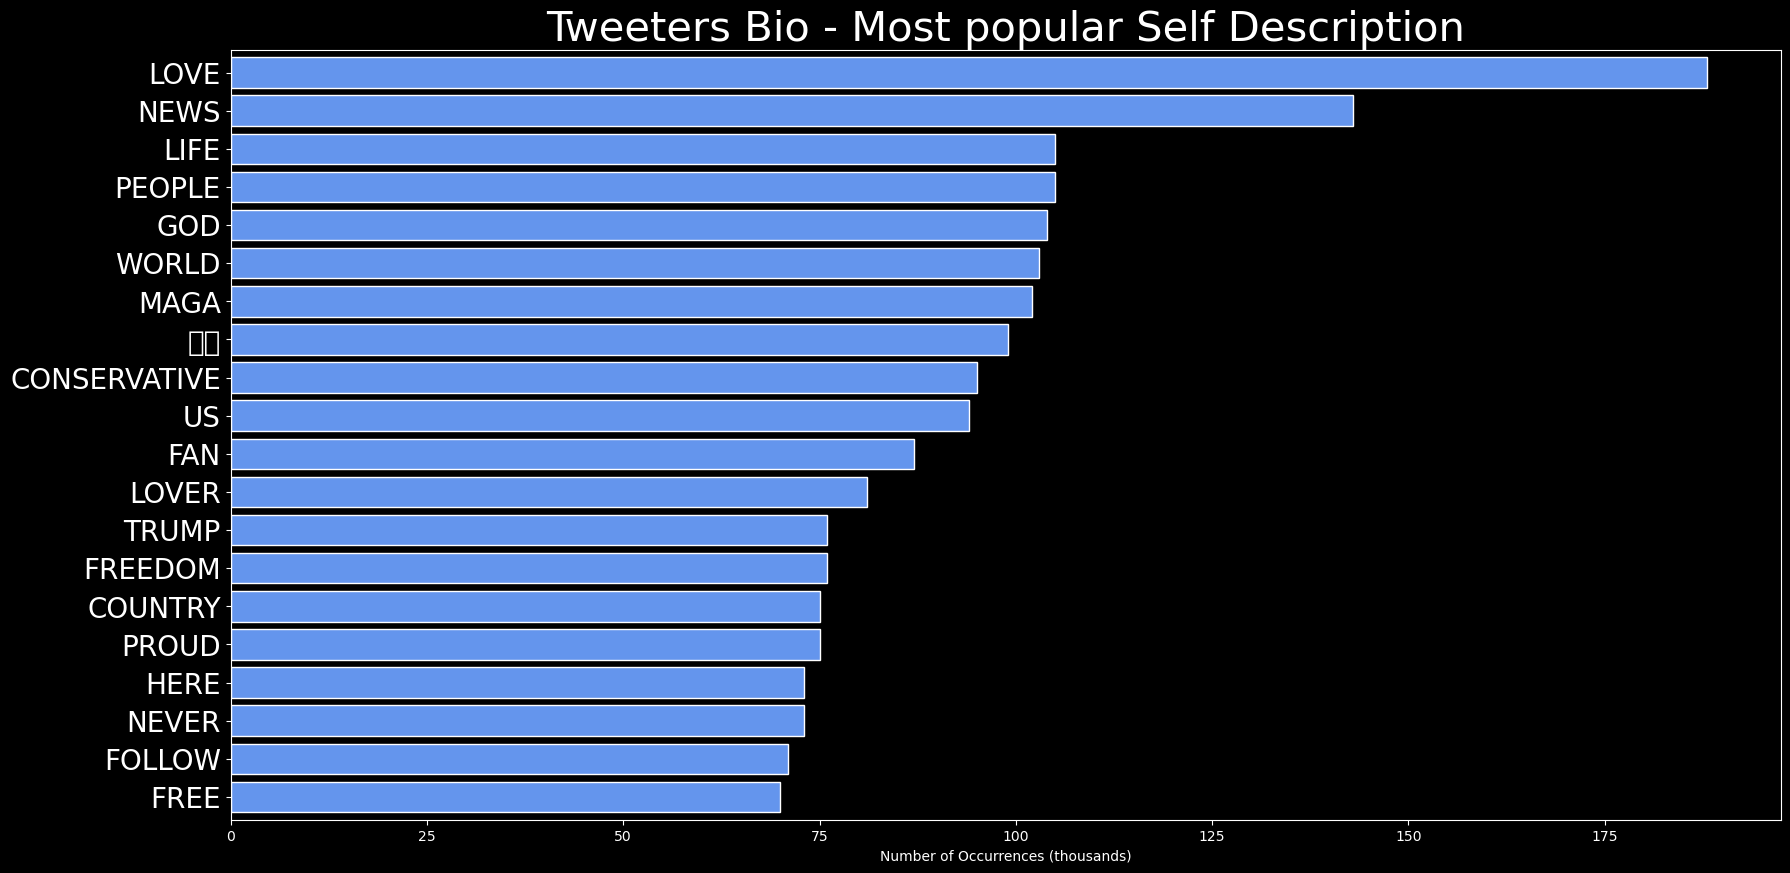 Tweeters Bio - Most popular Self Description
LOVE
NEWS
LIFE
PEOPLE
GOD
WORLD
MAGA
CONSERVATIVE
US
FAN
LOVER
TRUMP
FREEDOM
COUNTRY
PROUD
HERE
NEVER
FOLLOW
FREE
0 25 50 75 100 125 150 175
Number of Occurrences (thousands)